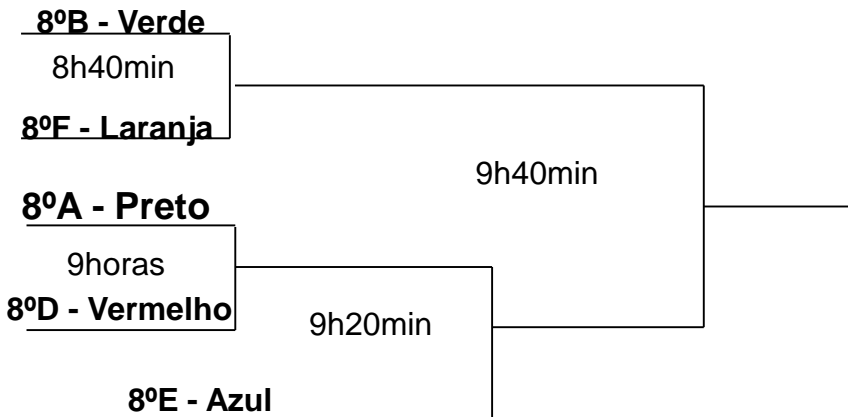 8ºB - Verde
8h40min
8ºF - Laranja
9h40min
8ºA - Preto
9horas
8ºD - Vermelho
9h20min
8ºE - Azul